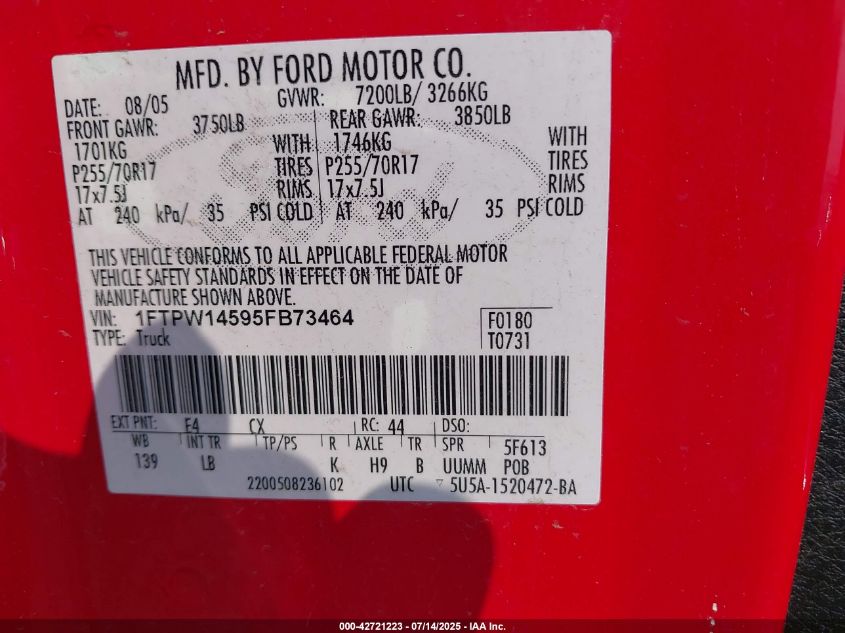 MFD. BY FORD MOTOR CO.
DATE: 08/05 GVWR: 7200LB/ 3266KG
FRONT GAWR: 3750LB REAR GAWR: 3850LB
1701KG WITH 1746KG WITH
P255/70R17 TIRES P255/70R17 TIRES
17x7.5J RIMS 17x7.5J RIMS
AT 240 kPa/ 35 PSI COLD AT 240 kPa/ 35 PSI COLD
THIS VEHICLE CONFORMS TO ALL APPLICABLE FEDERAL MOTOR
VEHICLE SAFETY STANDARDS IN EFFECT ON THE DATE OF
MANUFACTURE SHOWN ABOVE.
VIN: 1FTPW14595FB73464 F0180
TYPE: Truck T0731
EXT PNT: E4 CX RC: 44 DSO:
WB INT TR TP/PS R AXLE TR SPR 5F613
139 LB K H9 B UUMM POB
2200508236102 UTC ▽ 5U5A-1520472-BA
000-42721223 - 07/14/2025 - IAA Inc.